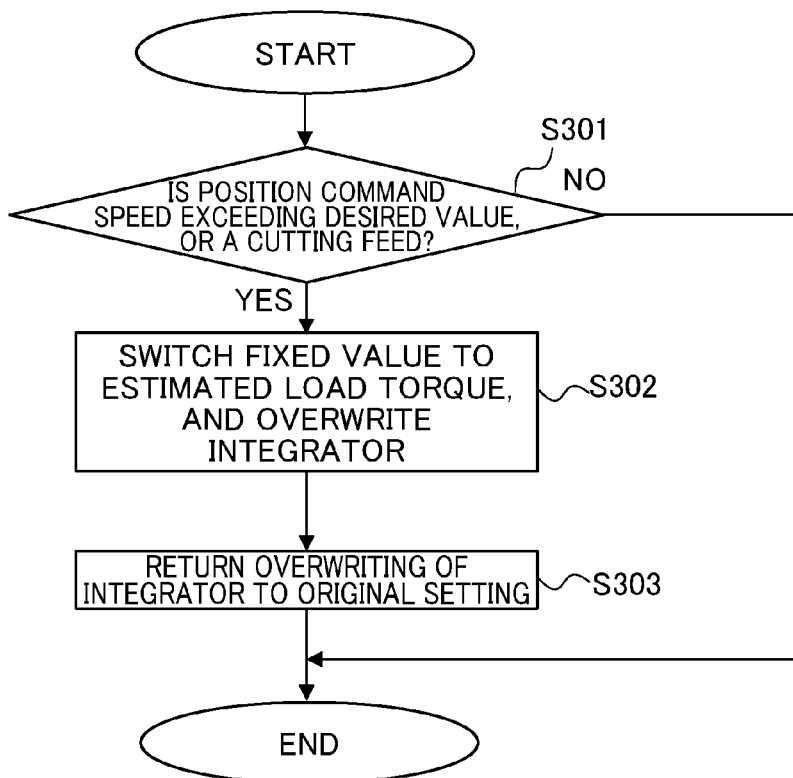 START
S301
IS POSITION COMMAND
SPEED EXCEEDING DESIRED VALUE,
OR A CUTTING FEED?
NO
YES
SWITCH FIXED VALUE TO
ESTIMATED LOAD TORQUE,
AND OVERWRITE
INTEGRATOR
S302
RETURN OVERWRITING OF
INTEGRATOR TO ORIGINAL SETTING
S303
END